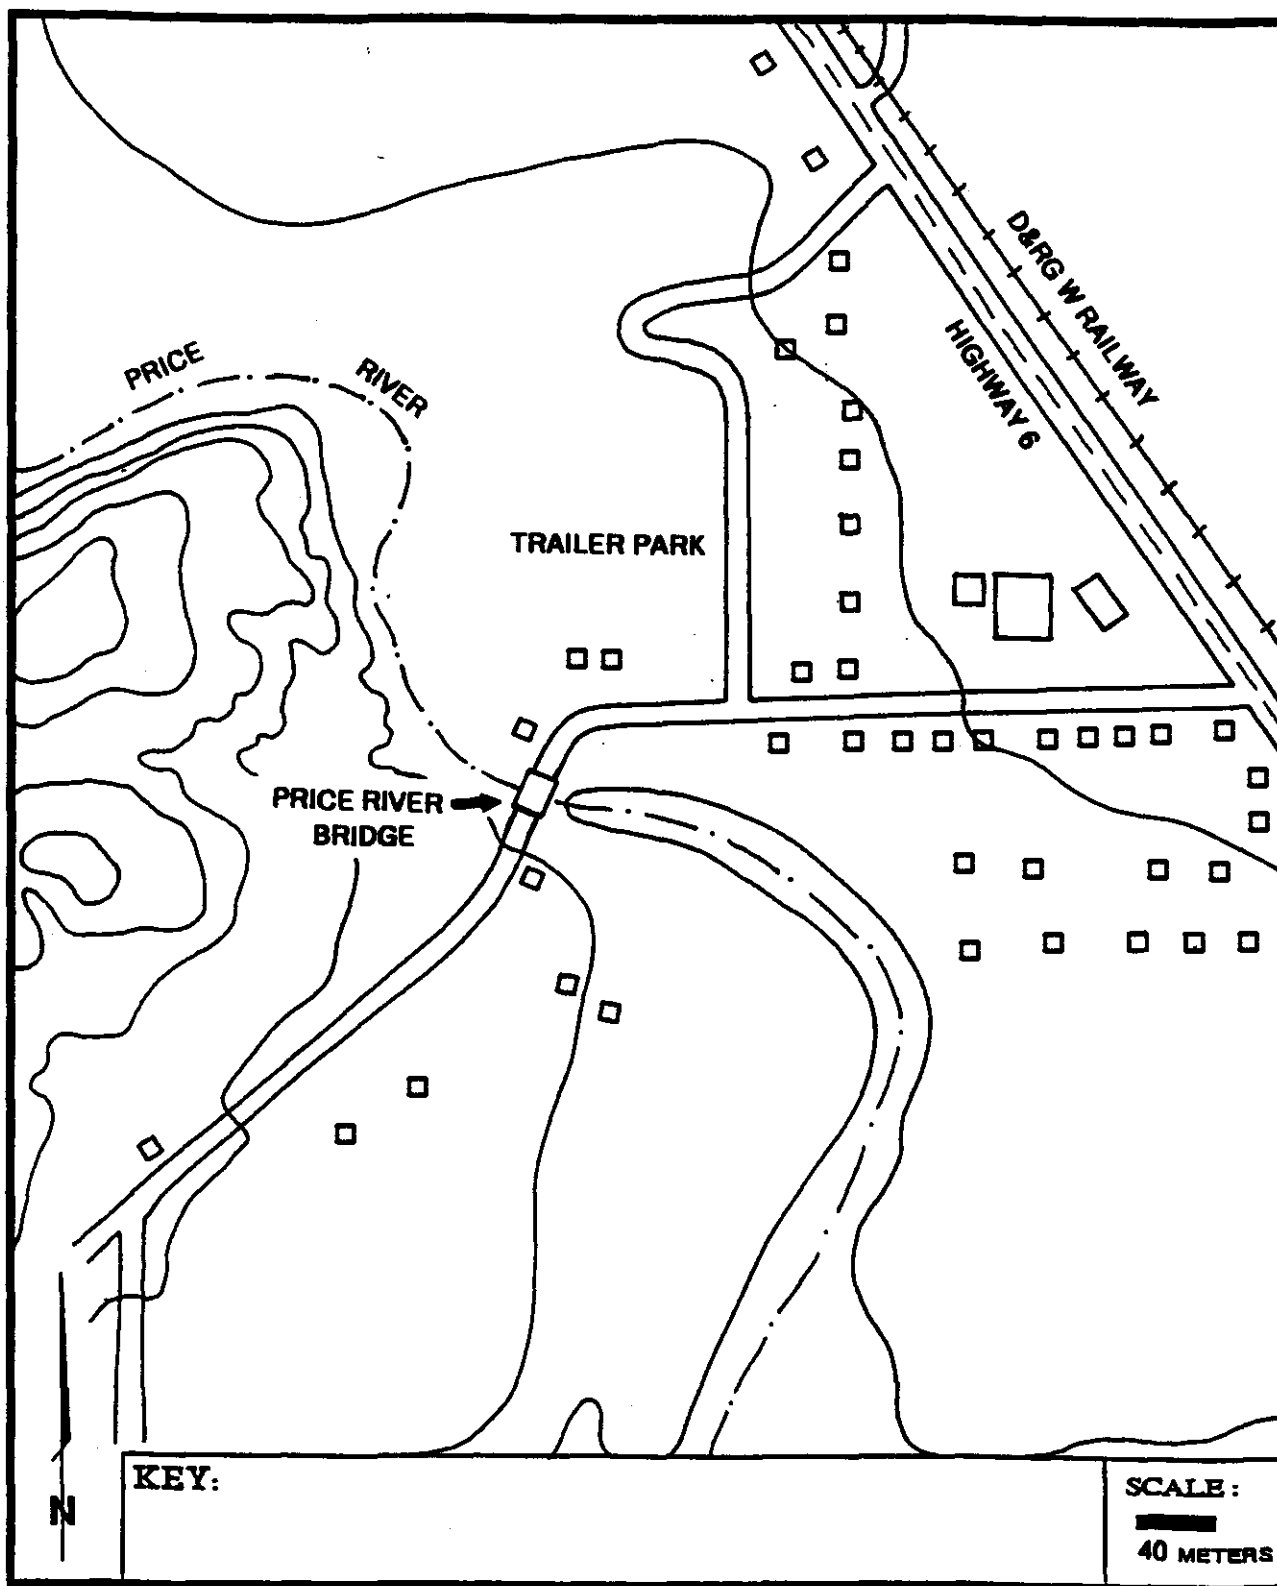 D&RG W RAILWAY
HIGHWAY 6
PRICE RIVER
TRAILER PARK
PRICE RIVER
BRIDGE
KEY:
N
SCALE:
40 METERS